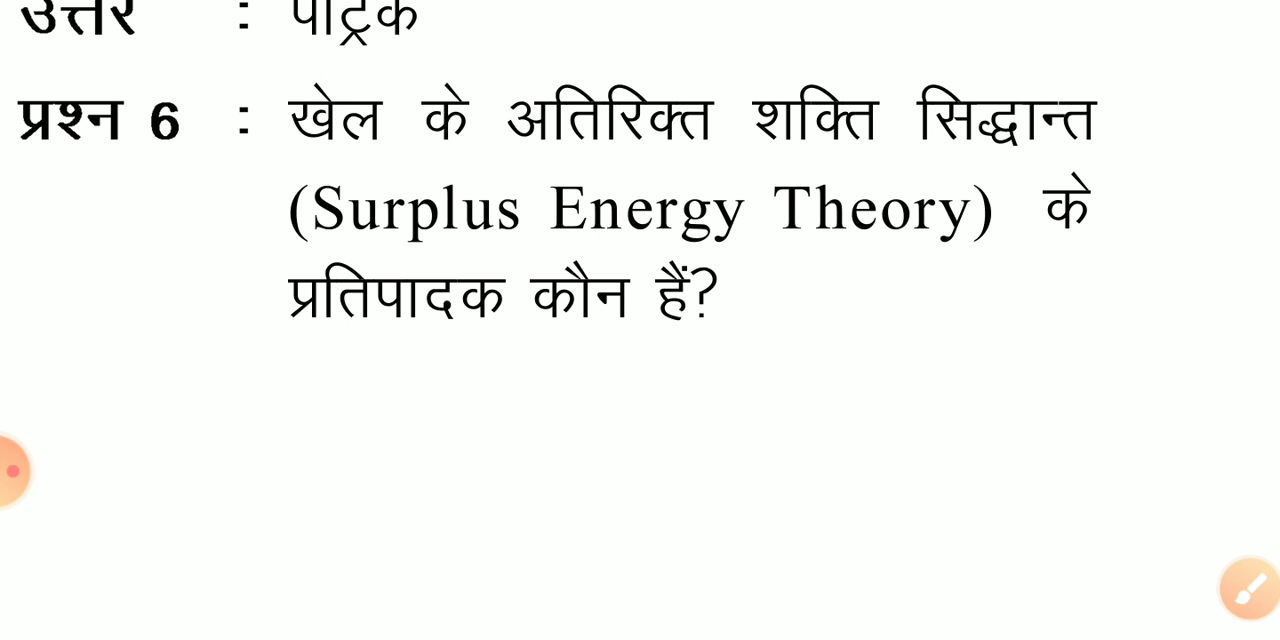 उत्तर : पैट्रिक
प्रश्न 6 : खेल के अतिरिक्त शक्ति सिद्धान्त
(Surplus Energy Theory) के
प्रतिपादक कौन हैं?